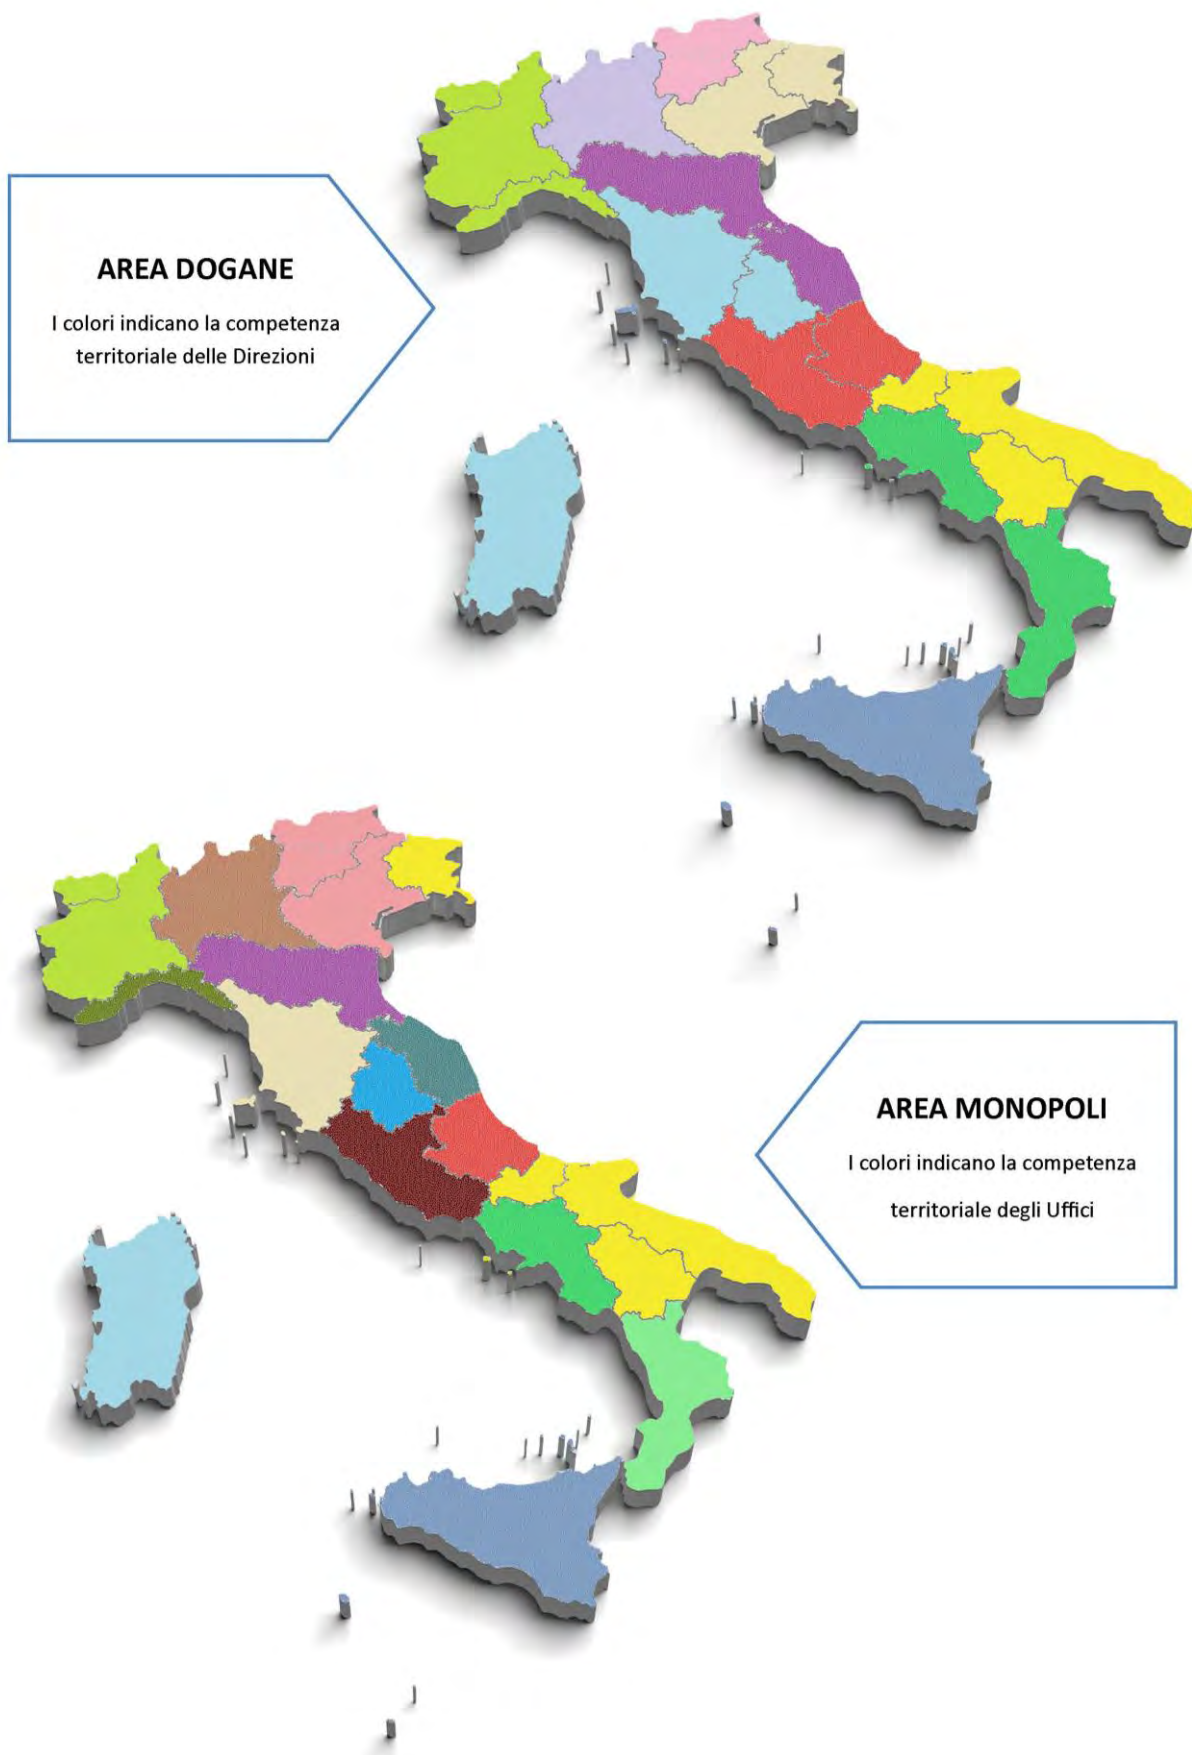 AREA DOGANE
I colori indicano la competenza
territoriale delle Direzioni
AREA MONOPOLI
I colori indicano la competenza
territoriale degli Uffici